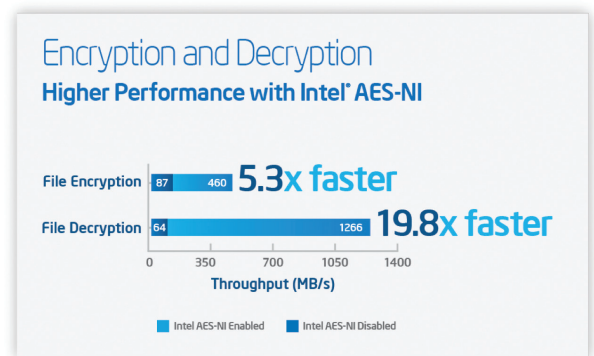 Encryption and Decryption
Higher Performance with Intel® AES-NI
File Encryption 87 460 5.3x faster
File Decryption 64 1266 19.8x faster
0 350 700 1050 1400
Throughput (MB/s)
Intel AES-NI Enabled Intel AES-NI Disabled